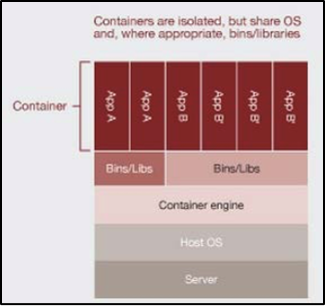 Containers are isolated, but share OS
and, where appropriate, bins/libraries
Container
App A
App A
App B
App B'
App B'
App B'
Bins/Libs
Bins/Libs
Container engine
Host OS
Server